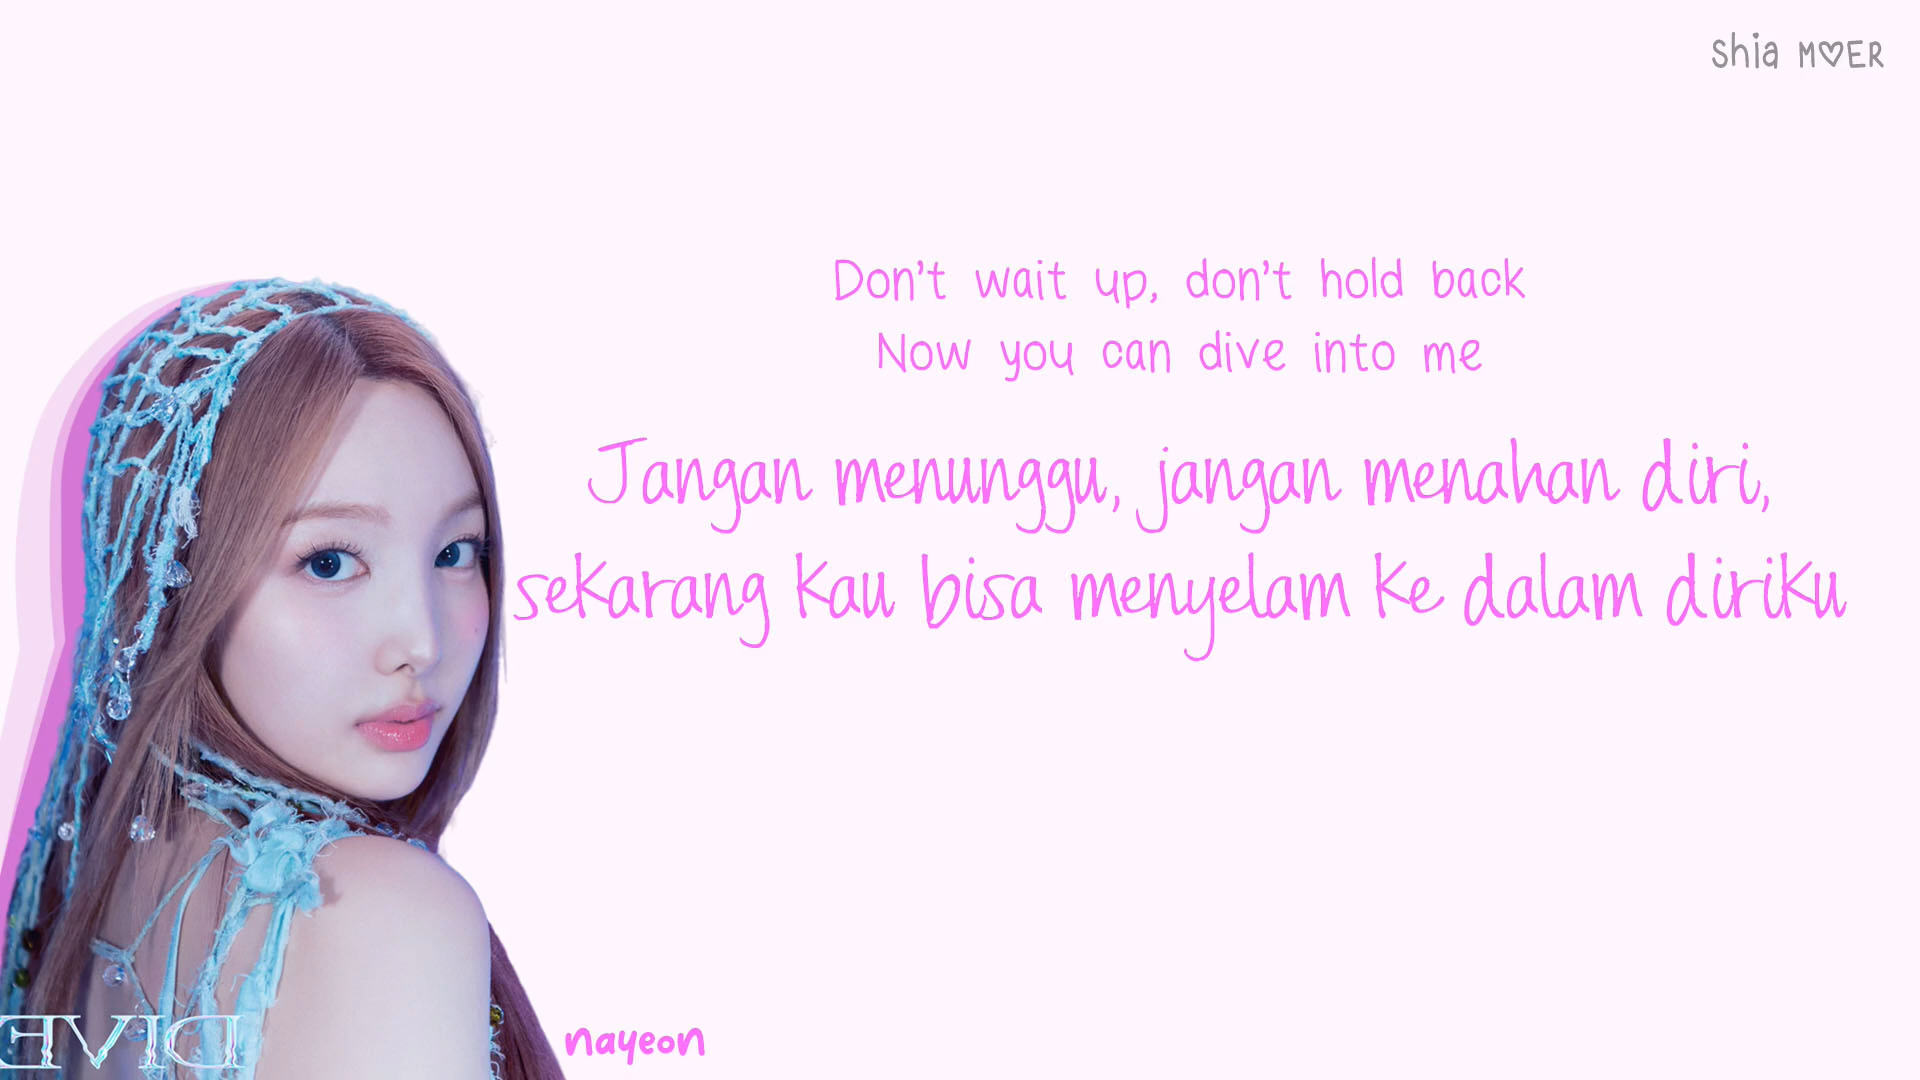 Shia M♡ER
Don't wait up, don't hold back
Now you can dive into me
Jangan menunggu, jangan menahan diri,
sekarang kau bisa menyelam ke dalam diriku
DIVE
nayeon